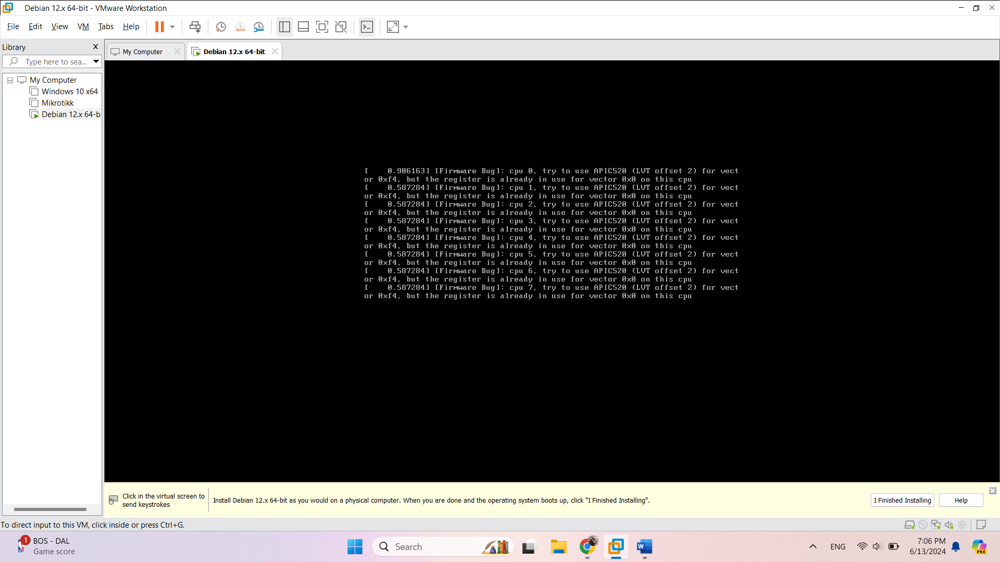 Debian 12.x 64-bit - VMware Workstation
File Edit View VM Tabs Help
Library
Type here to sea...
My Computer
Windows 10 x64
Mikrotikk
Debian 12.x 64-b
My Computer
Debian 12.x 64-bit
[    0.906163] [Firmware Bug]: cpu 0, try to use APIC520 (LVT offset 2) for vect
or 0xf4, but the register is already in use for vector 0x0 on this cpu
[    0.587284] [Firmware Bug]: cpu 1, try to use APIC520 (LVT offset 2) for vect
or 0xf4, but the register is already in use for vector 0x0 on this cpu
[    0.587284] [Firmware Bug]: cpu 2, try to use APIC520 (LVT offset 2) for vect
or 0xf4, but the register is already in use for vector 0x0 on this cpu
[    0.587284] [Firmware Bug]: cpu 3, try to use APIC520 (LVT offset 2) for vect
or 0xf4, but the register is already in use for vector 0x0 on this cpu
[    0.587284] [Firmware Bug]: cpu 4, try to use APIC520 (LVT offset 2) for vect
or 0xf4, but the register is already in use for vector 0x0 on this cpu
[    0.587284] [Firmware Bug]: cpu 5, try to use APIC520 (LVT offset 2) for vect
or 0xf4, but the register is already in use for vector 0x0 on this cpu
[    0.587284] [Firmware Bug]: cpu 6, try to use APIC520 (LVT offset 2) for vect
or 0xf4, but the register is already in use for vector 0x0 on this cpu
[    0.587284] [Firmware Bug]: cpu 7, try to use APIC520 (LVT offset 2) for vect
or 0xf4, but the register is already in use for vector 0x0 on this cpu
Click in the virtual screen to
send keystrokes
Install Debian 12.x 64-bit as you would on a physical computer. When you are done and the operating system boots up, click "I Finished Installing".
I Finished Installing
Help
To direct input to this VM, click inside or press Ctrl+G.
1
BOS - DAL
Game score
Search
W
ENG
7:06 PM
6/13/2024
PRE